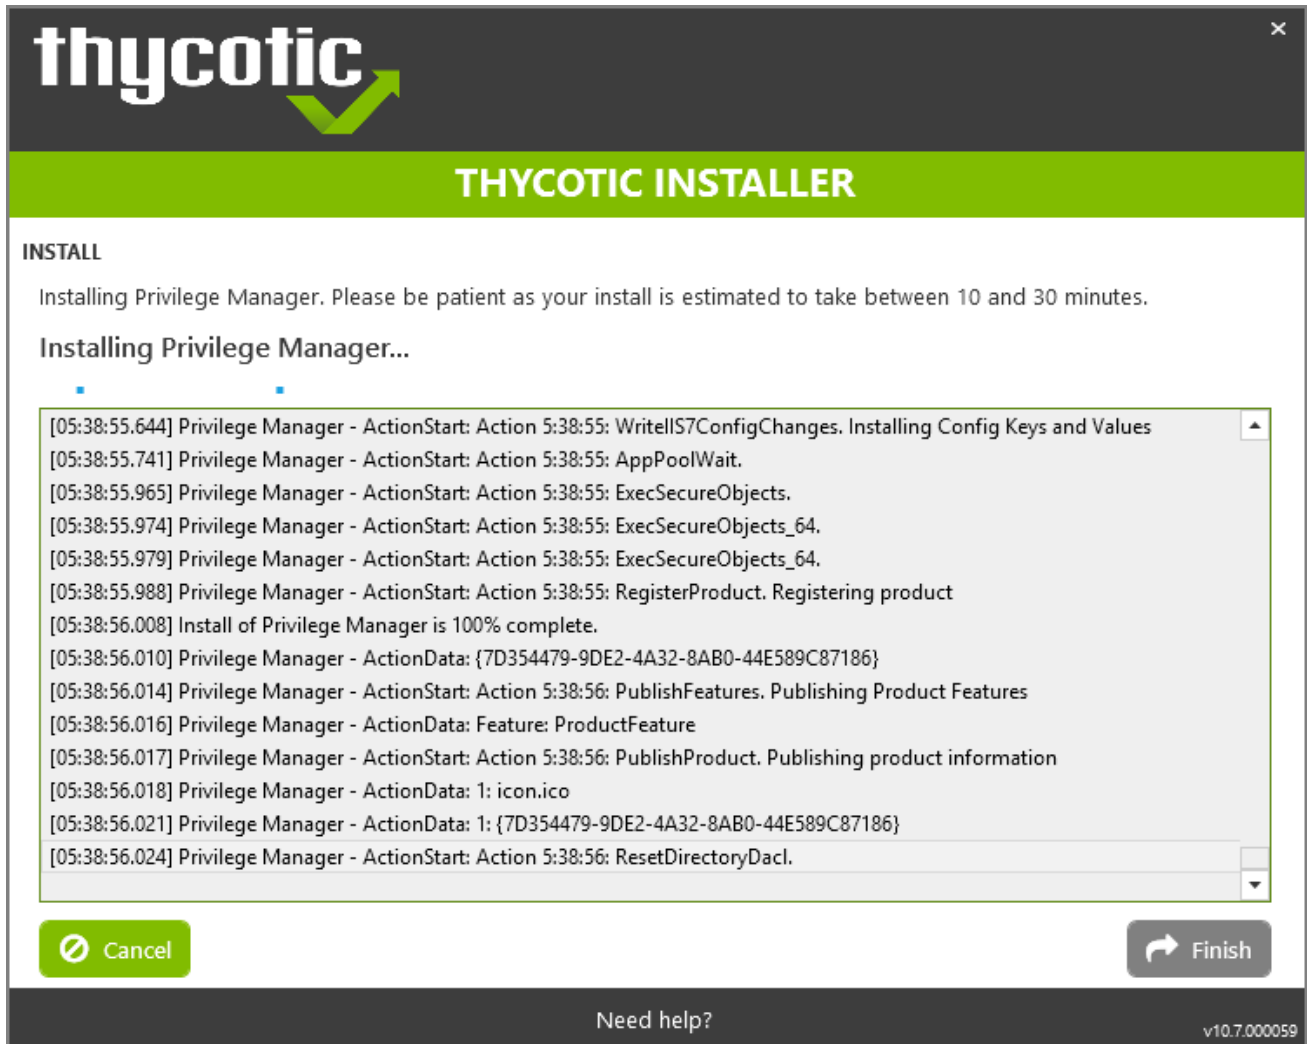 thycotic
THYCOTIC INSTALLER
INSTALL
Installing Privilege Manager. Please be patient as your install is estimated to take between 10 and 30 minutes.
Installing Privilege Manager...
[05:38:55.644] Privilege Manager - ActionStart: Action 5:38:55: WriteIIS7ConfigChanges. Installing Config Keys and Values
[05:38:55.741] Privilege Manager - ActionStart: Action 5:38:55: AppPoolWait.
[05:38:55.965] Privilege Manager - ActionStart: Action 5:38:55: ExecSecureObjects.
[05:38:55.974] Privilege Manager - ActionStart: Action 5:38:55: ExecSecureObjects_64.
[05:38:55.979] Privilege Manager - ActionStart: Action 5:38:55: ExecSecureObjects_64.
[05:38:55.988] Privilege Manager - ActionStart: Action 5:38:55: RegisterProduct. Registering product
[05:38:56.008] Install of Privilege Manager is 100% complete.
[05:38:56.010] Privilege Manager - ActionData: {7D354479-9DE2-4A32-8AB0-44E589C87186}
[05:38:56.014] Privilege Manager - ActionStart: Action 5:38:56: PublishFeatures. Publishing Product Features
[05:38:56.016] Privilege Manager - ActionData: Feature: ProductFeature
[05:38:56.017] Privilege Manager - ActionStart: Action 5:38:56: PublishProduct. Publishing product information
[05:38:56.018] Privilege Manager - ActionData: 1: icon.ico
[05:38:56.021] Privilege Manager - ActionData: 1: {7D354479-9DE2-4A32-8AB0-44E589C87186}
[05:38:56.024] Privilege Manager - ActionStart: Action 5:38:56: ResetDirectoryDacl.
Cancel
Finish
Need help?
v10.7.000059